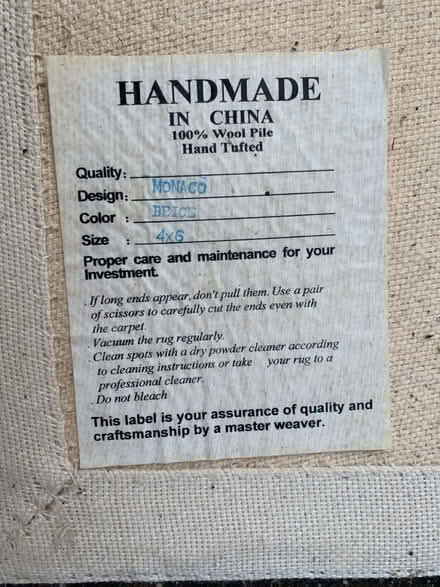 HANDMADE
IN CHINA
100% Wool Pile
Hand Tufted
Quality:
Design: MONACO
Color : BEIGE
Size : 4x6
Proper care and maintenance for your
Investment.
. If long ends appear, don't pull them. Use a pair
of scissors to carefully cut the ends even with
the carpet
. Vacuum the rug regularly.
. Clean spots with a dry powder cleaner according
to cleaning instructions or take your rug to a
professional cleaner.
. Do not bleach
This label is your assurance of quality and
craftsmanship by a master weaver.